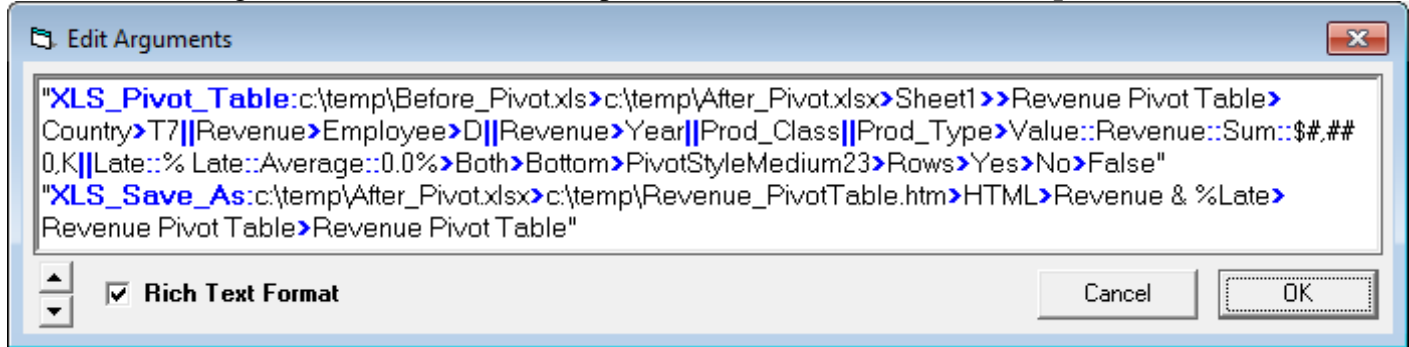 Edit Arguments
"XLS_Pivot_Table:c:\temp\Before_Pivot.xls>c:\temp\After_Pivot.xlsx>Sheet1>>Revenue Pivot Table>
Country>T7||Revenue>Employee>D||Revenue>Year||Prod_Class||Prod_Type>Value::Revenue::Sum::$#,##
0,K||Late::% Late::Average::0.0%>Both>Bottom>PivotStyleMedium23>Rows>Yes>No>False"
"XLS_Save_As:c:\temp\After_Pivot.xlsx>c:\temp\Revenue_PivotTable.htm>HTML>Revenue & %Late>
Revenue Pivot Table>Revenue Pivot Table"
Rich Text Format
Cancel
OK